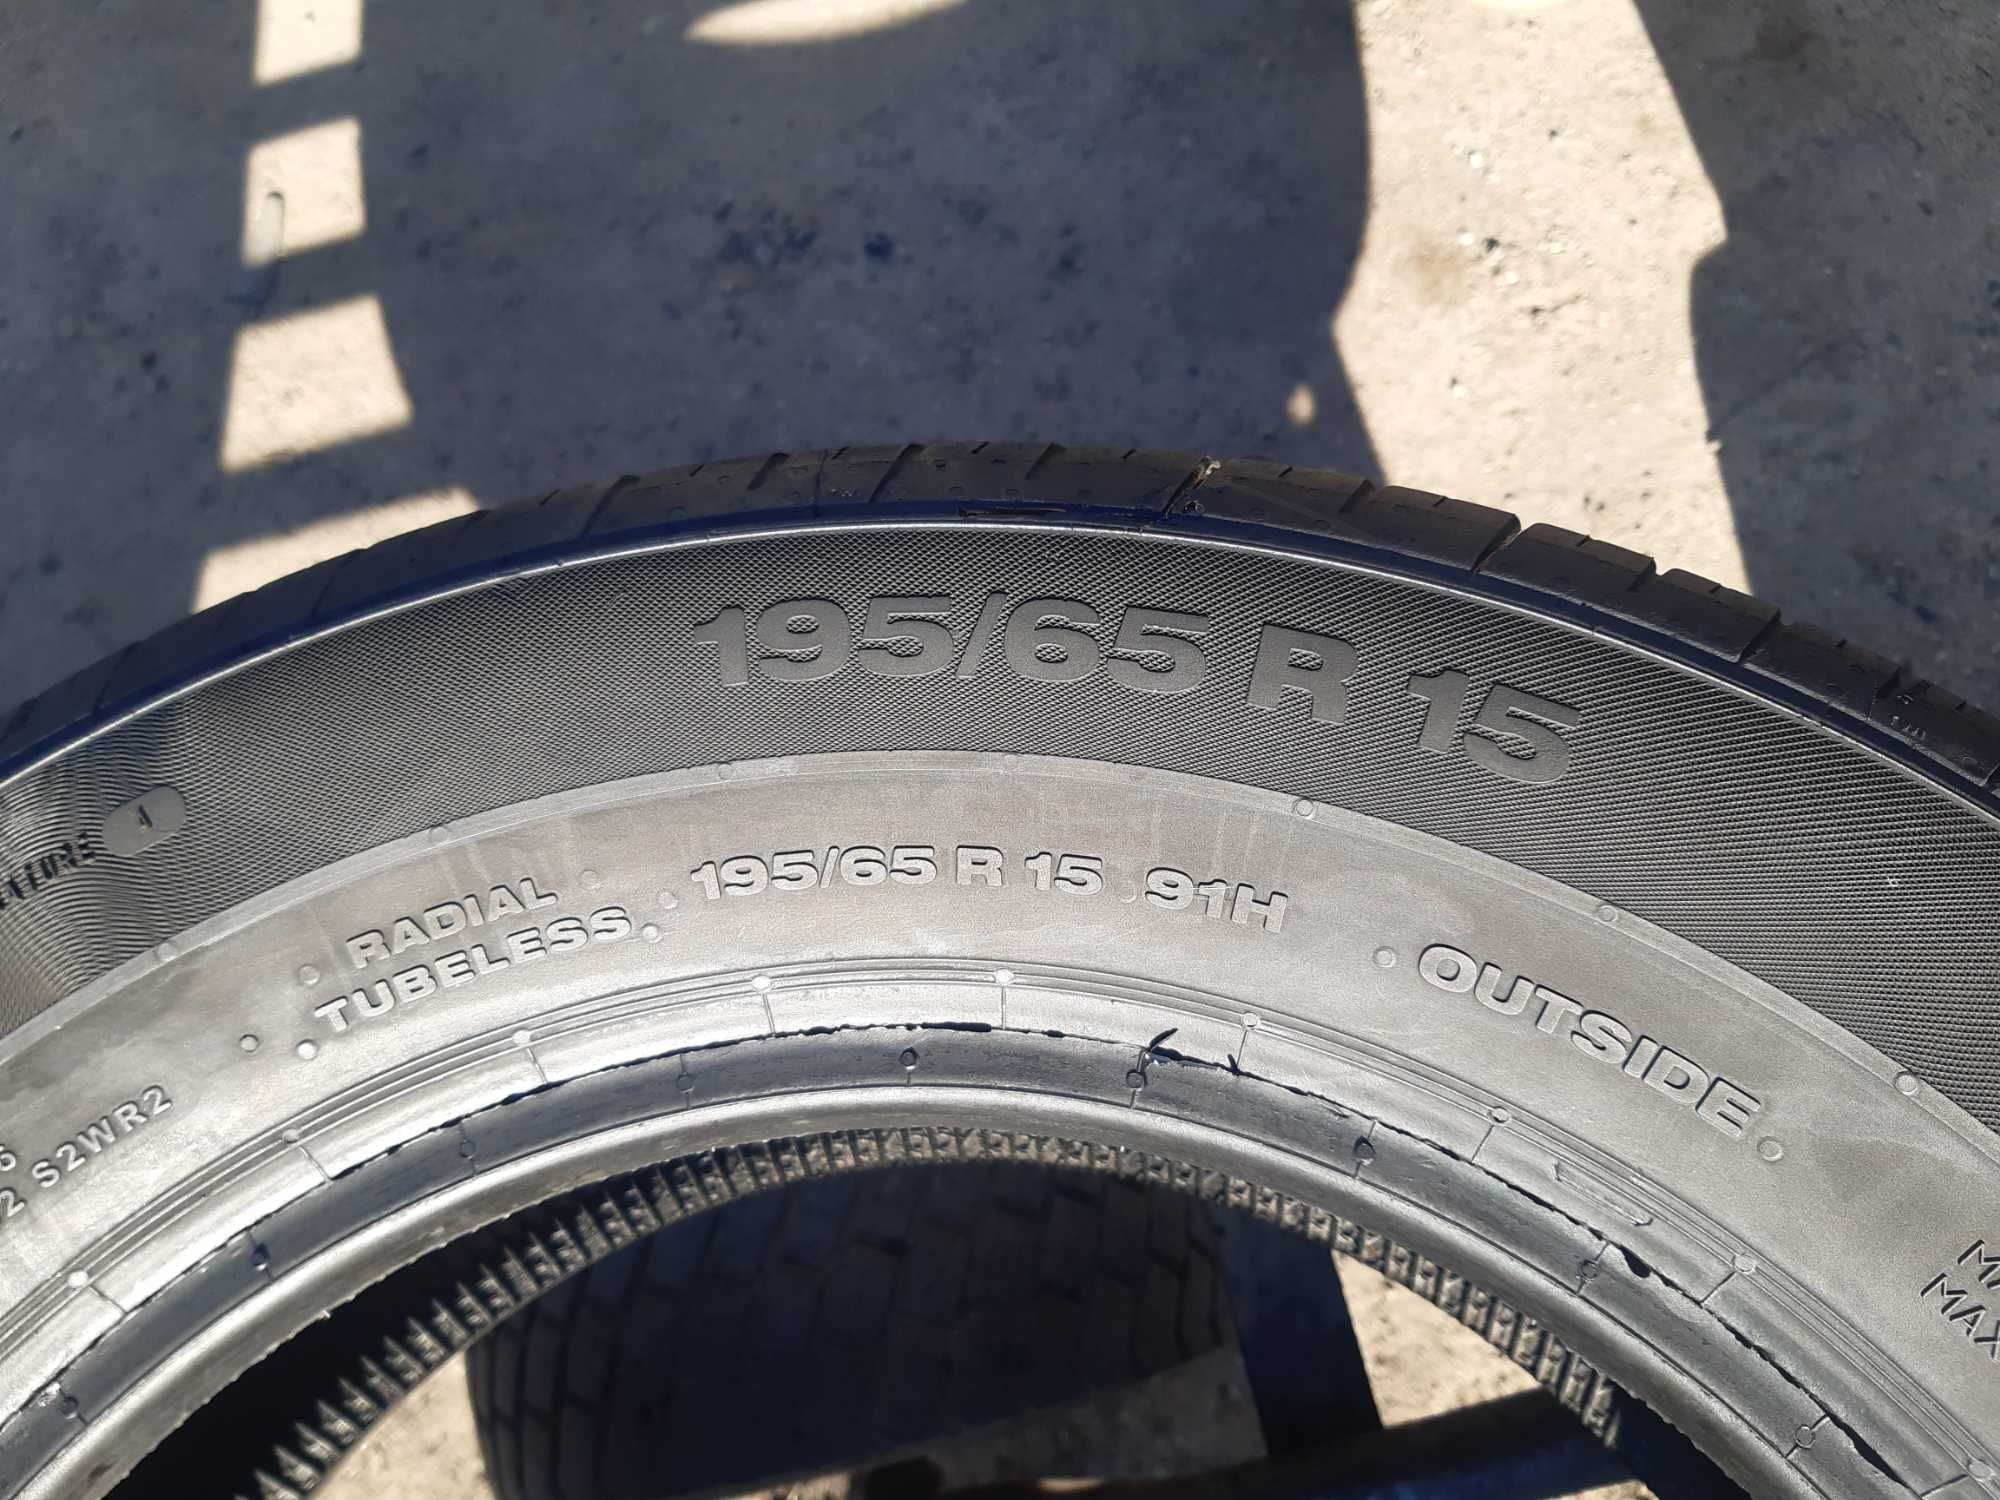 195/65 R 15
RADIAL
TUBELESS
195/65 R 15 91H
OUTSIDE
S2WR2